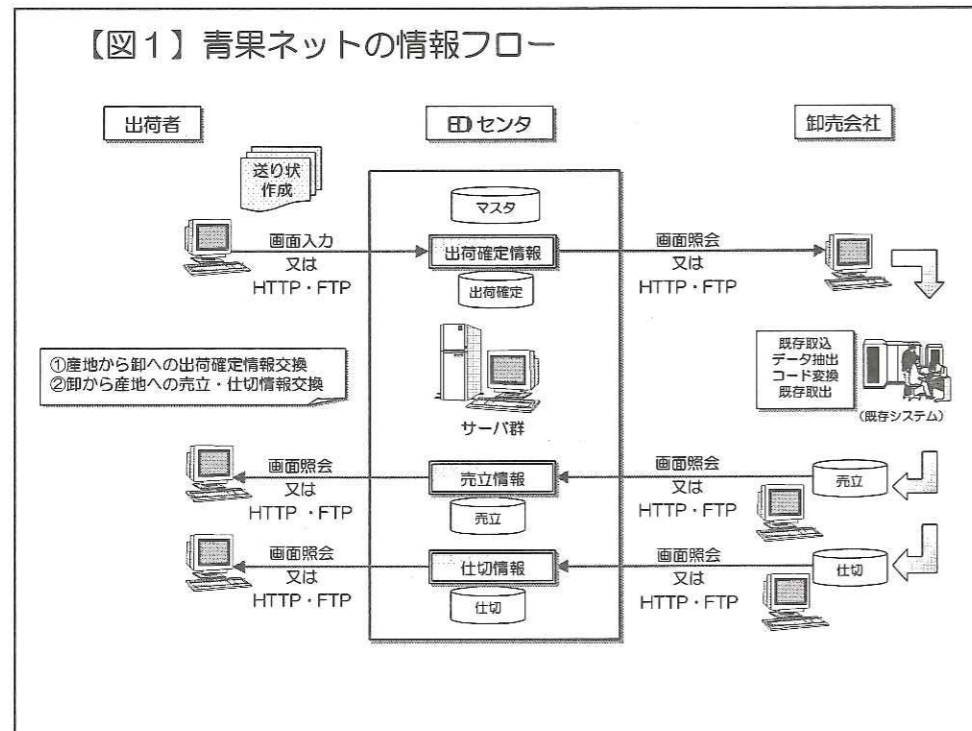 【図1】青果ネットの情報フロー
出荷者
EDIセンタ
卸売会社
送り状
作成
マスタ
画面入力
又は
HTTP・FTP
出荷確定情報
出荷確定
画面照会
又は
HTTP・FTP
①産地から卸への出荷確定情報交換
②卸から産地への売立・仕切情報交換
サーバ群
既存取込
データ抽出
コード変換
既存取出
(既存システム)
画面照会
又は
HTTP・FTP
売立情報
売立
画面照会
又は
HTTP・FTP
売立
画面照会
又は
HTTP・FTP
仕切情報
仕切
画面照会
又は
HTTP・FTP
仕切